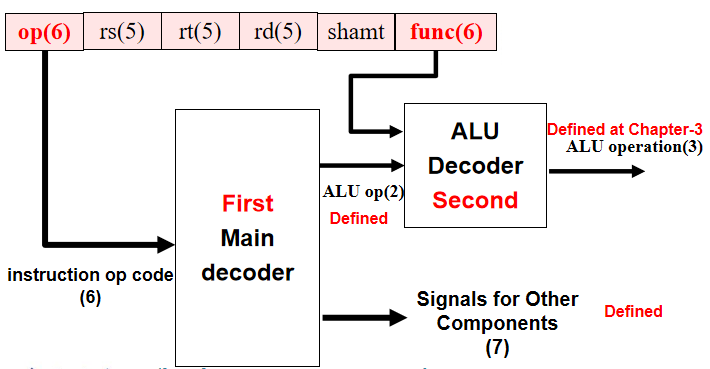 op(6) rs(5) rt(5) rd(5) shamt func(6)
ALU
Decoder
Second
Defined at Chapter-3
ALU operation(3)
First
Main
decoder
ALU op(2)
Defined
instruction op code
(6)
Signals for Other
Components
(7)
Defined